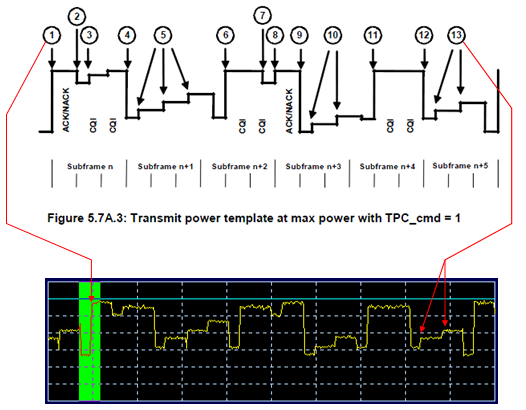 7
2
1
3
4
5
6
8
9
10
11
12
13
ACK/NACK
CQI
CQI
CQI
CQI
ACK/NACK
CQI
CQI
Subframe n
Subframe n+1
Subframe n+2
Subframe n+3
Subframe n+4
Subframe n+5
Figure 5.7A.3: Transmit power template at max power with TPC_cmd = 1